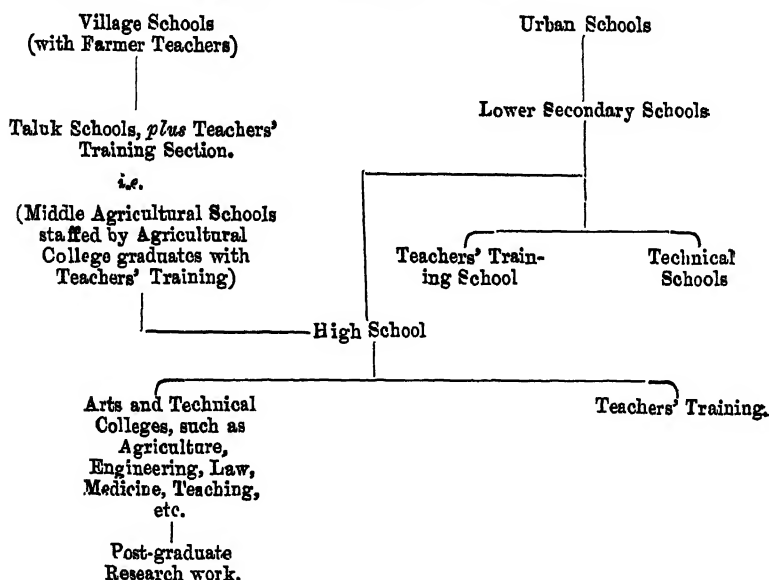 Village Schools
(with Farmer Teachers)
Urban Schools
Lower Secondary Schools
Taluk Schools, plus Teachers'
Training Section.
i.e.
(Middle Agricultural Schools
staffed by Agricultural
College graduates with
Teachers' Training)
Teachers' Train-
ing School
Technical
Schools
High School
Arts and Technical
Colleges, such as
Agriculture,
Engineering, Law,
Medicine, Teaching,
etc.
Teachers' Training.
Post-graduate
Research work.